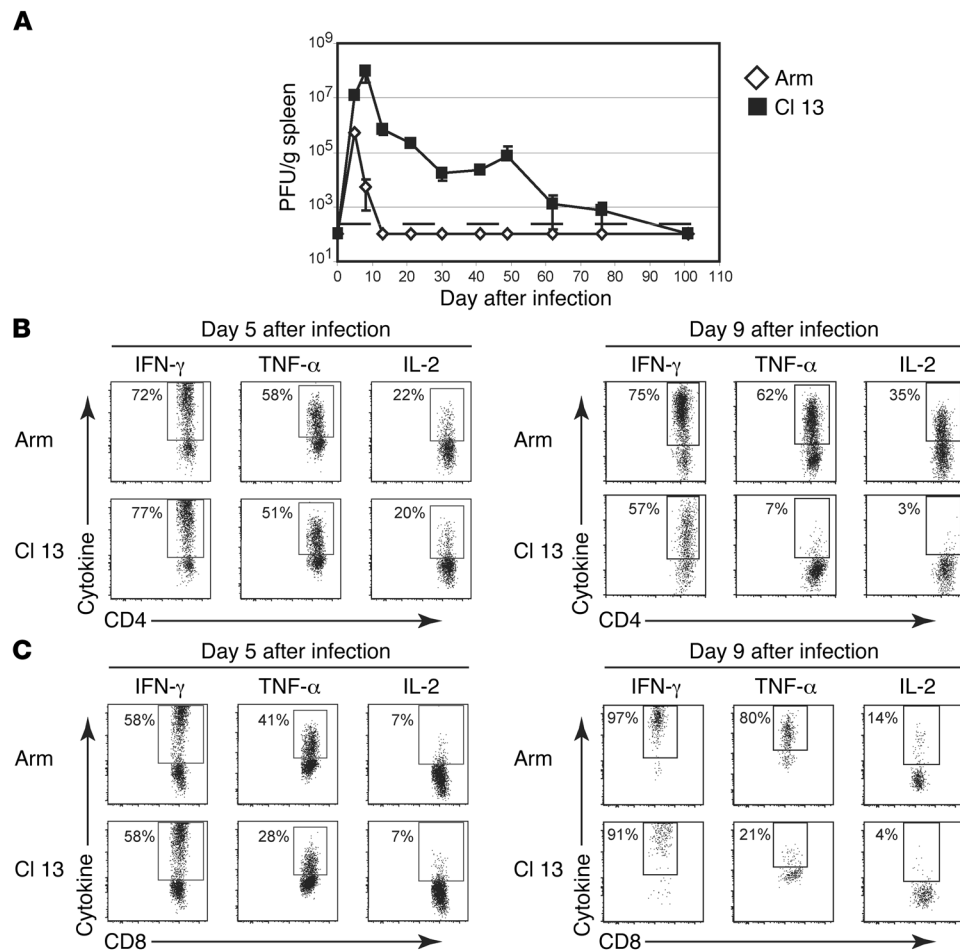 A
10⁹
10⁷
10⁵
10³
10¹
PFU/g spleen
0 10 20 30 40 50 60 70 80 90 100 110
Day after infection
Arm
Cl 13
B
Day 5 after infection
Day 9 after infection
IFN-γ TNF-α IL-2
IFN-γ TNF-α IL-2
Arm
72% 58% 22%
Arm
75% 62% 35%
Cl 13
77% 51% 20%
Cl 13
57% 7% 3%
Cytokine
Cytokine
CD4
CD4
C
Day 5 after infection
Day 9 after infection
IFN-γ TNF-α IL-2
IFN-γ TNF-α IL-2
Arm
58% 41% 7%
Arm
97% 80% 14%
Cl 13
58% 28% 7%
Cl 13
91% 21% 4%
Cytokine
Cytokine
CD8
CD8